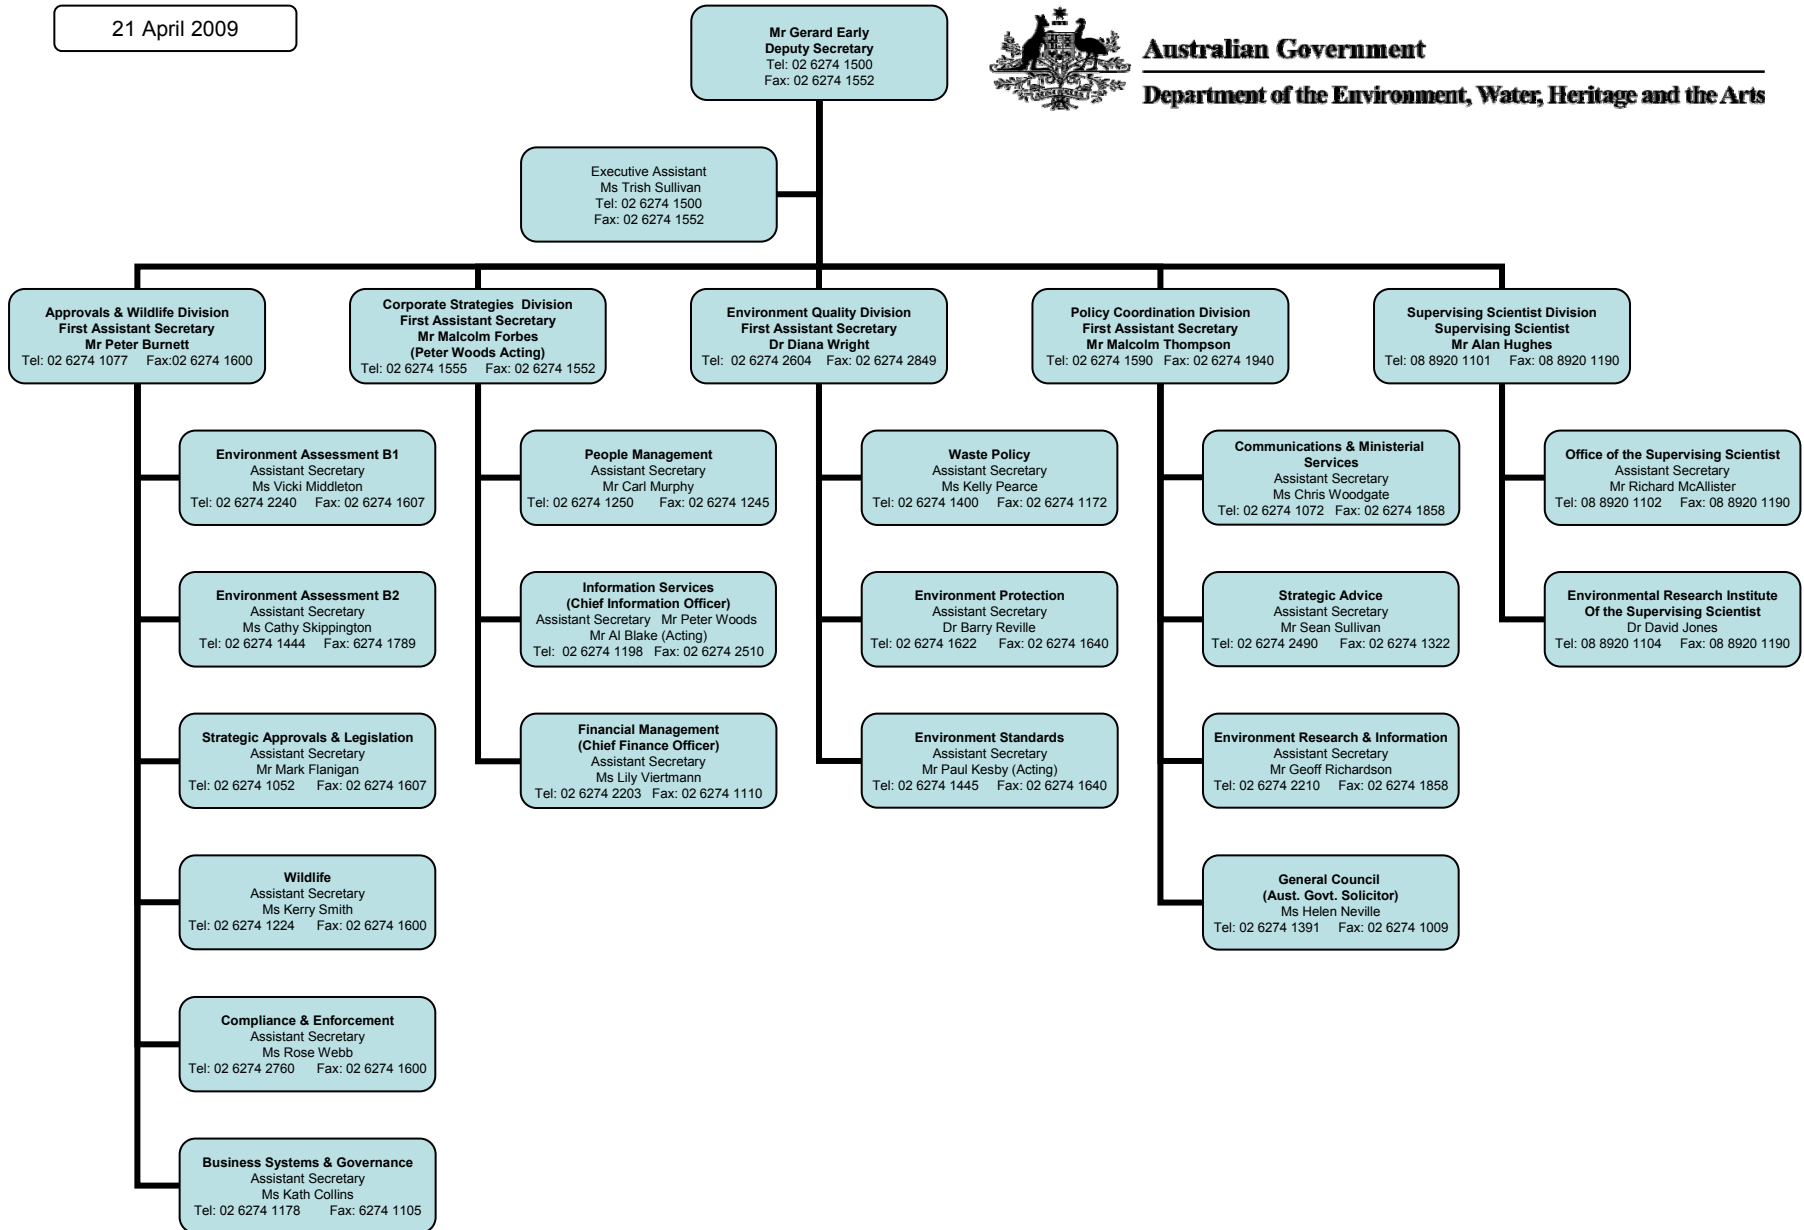 21 April 2009
Mr Gerard Early
Deputy Secretary
Tel: 02 6274 1500
Fax: 02 6274 1552
Australian Government
Department of the Environment, Water, Heritage and the Arts
Executive Assistant
Ms Trish Sullivan
Tel: 02 6274 1500
Fax: 02 6274 1552
Approvals & Wildlife Division
First Assistant Secretary
Mr Peter Burnett
Tel: 02 6274 1077 Fax:02 6274 1600
Environment Assessment B1
Assistant Secretary
Ms Vicki Middleton
Tel: 02 6274 2240 Fax: 02 6274 1607
Environment Assessment B2
Assistant Secretary
Ms Cathy Skippington
Tel: 02 6274 1444 Fax: 6274 1789
Strategic Approvals & Legislation
Assistant Secretary
Mr Mark Flanigan
Tel: 02 6274 1052 Fax: 02 6274 1607
Wildlife
Assistant Secretary
Ms Kerry Smith
Tel: 02 6274 1224 Fax: 02 6274 1600
Compliance & Enforcement
Assistant Secretary
Ms Rose Webb
Tel: 02 6274 2760 Fax: 02 6274 1600
Business Systems & Governance
Assistant Secretary
Ms Kath Collins
Tel: 02 6274 1178 Fax: 6274 1105
Corporate Strategies Division
First Assistant Secretary
Mr Malcolm Forbes
(Peter Woods Acting)
Tel: 02 6274 1555 Fax: 02 6274 1552
People Management
Assistant Secretary
Mr Carl Murphy
Tel: 02 6274 1250 Fax: 02 6274 1245
Information Services
(Chief Information Officer)
Assistant Secretary Mr Peter Woods
Mr Al Blake (Acting)
Tel: 02 6274 1198 Fax: 02 6274 2510
Financial Management
(Chief Finance Officer)
Assistant Secretary
Ms Lily Viertmann
Tel: 02 6274 2203 Fax: 02 6274 1110
Environment Quality Division
First Assistant Secretary
Dr Diana Wright
Tel: 02 6274 2604 Fax: 02 6274 2849
Waste Policy
Assistant Secretary
Ms Kelly Pearce
Tel: 02 6274 1400 Fax: 02 6274 1172
Environment Protection
Assistant Secretary
Dr Barry Reville
Tel: 02 6274 1622 Fax: 02 6274 1640
Environment Standards
Assistant Secretary
Mr Paul Kesby (Acting)
Tel: 02 6274 1445 Fax: 02 6274 1640
Policy Coordination Division
First Assistant Secretary
Mr Malcolm Thompson
Tel: 02 6274 1590 Fax: 02 6274 1940
Communications & Ministerial
Services
Assistant Secretary
Ms Chris Woodgate
Tel: 02 6274 1072 Fax: 02 6274 1858
Strategic Advice
Assistant Secretary
Mr Sean Sullivan
Tel: 02 6274 2490 Fax: 02 6274 1322
Environment Research & Information
Assistant Secretary
Mr Geoff Richardson
Tel: 02 6274 2210 Fax: 02 6274 1858
General Council
(Aust. Govt. Solicitor)
Ms Helen Neville
Tel: 02 6274 1391 Fax: 02 6274 1009
Supervising Scientist Division
Supervising Scientist
Mr Alan Hughes
Tel: 08 8920 1101 Fax: 08 8920 1190
Office of the Supervising Scientist
Assistant Secretary
Mr Richard McAllister
Tel: 08 8920 1102 Fax: 08 8920 1190
Environmental Research Institute
Of the Supervising Scientist
Dr David Jones
Tel: 08 8920 1104 Fax: 08 8920 1190